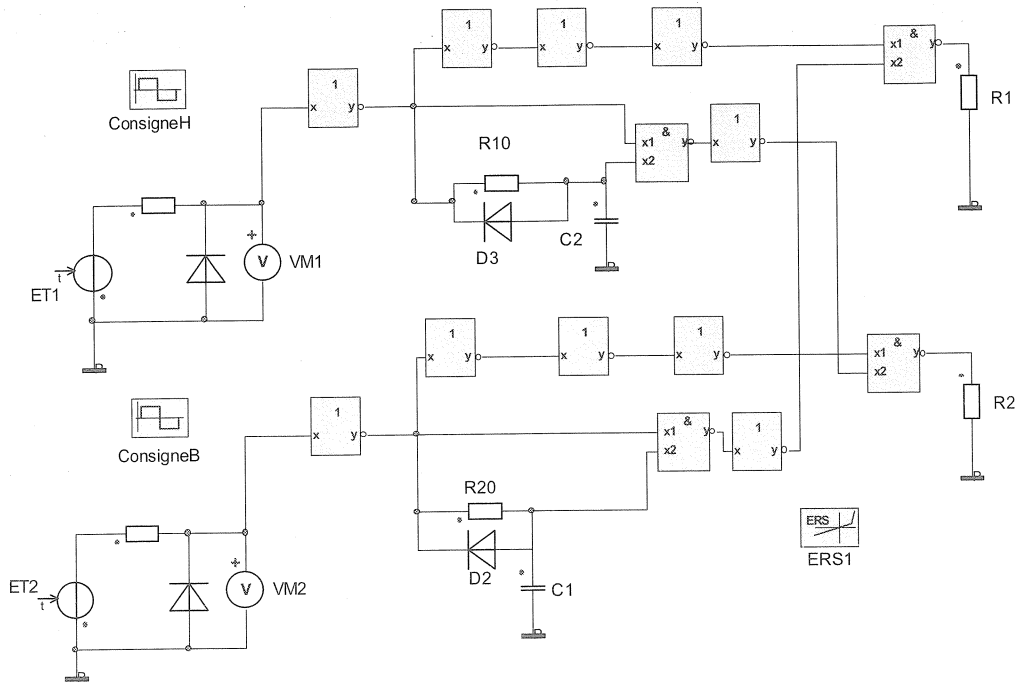 1
x
y
1
x
y
1
x
y
&
x1
x2
y
R1
ConsigneH
1
x
y
R10
&
x1
x2
y
1
x
y
C2
D3
V
VM1
ET1
t
1
x
y
1
x
y
1
x
y
&
x1
x2
y
R2
ConsigneB
1
x
y
&
x1
x2
y
1
x
y
R20
D2
C1
ERS
ERS1
ET2
t
V
VM2